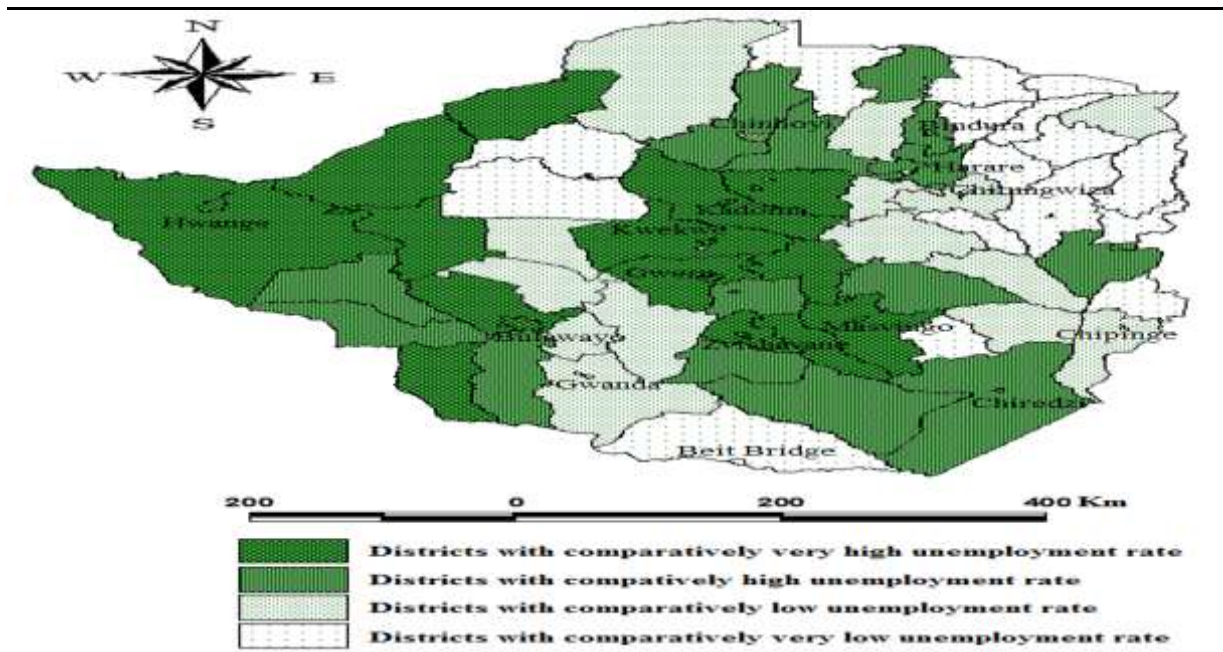 N
W E
S
Chinhoyi
Bindura
Harare
Chitungwiza
Hwange
Kadoma
Kwekwe
Gweru
Masvingo
Bulawayo
Zvishavane
Chipinge
Gwanda
Chiredzi
Beit Bridge
200 0 200 400 Km
Districts with comparatively very high unemployment rate
Districts with compatively high unemployment rate
Districts with comparatively low unemployment rate
Districts with comparatively very low unemployment rate